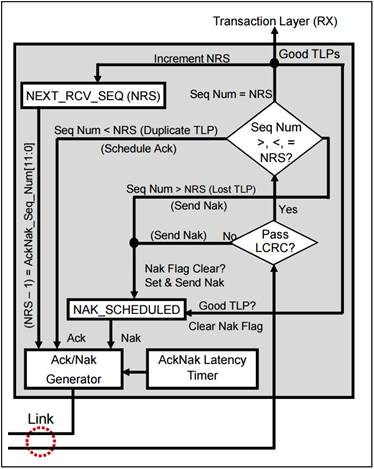 Transaction Layer (RX)
Increment NRS
Good TLPs
NEXT_RCV_SEQ (NRS)
Seq Num = NRS
Seq Num < NRS (Duplicate TLP)
(Schedule Ack)
Seq Num
>, <, =
NRS?
Seq Num > NRS (Lost TLP)
(Send Nak)
Yes
(Send Nak)
No
Pass
LCRC?
(NRS – 1) = AckNak_Seq_Num[11:0]
Nak Flag Clear?
Set & Send Nak
NAK_SCHEDULED
Good TLP?
Clear Nak Flag
Ack
Nak
Ack/Nak
Generator
AckNak Latency
Timer
Link